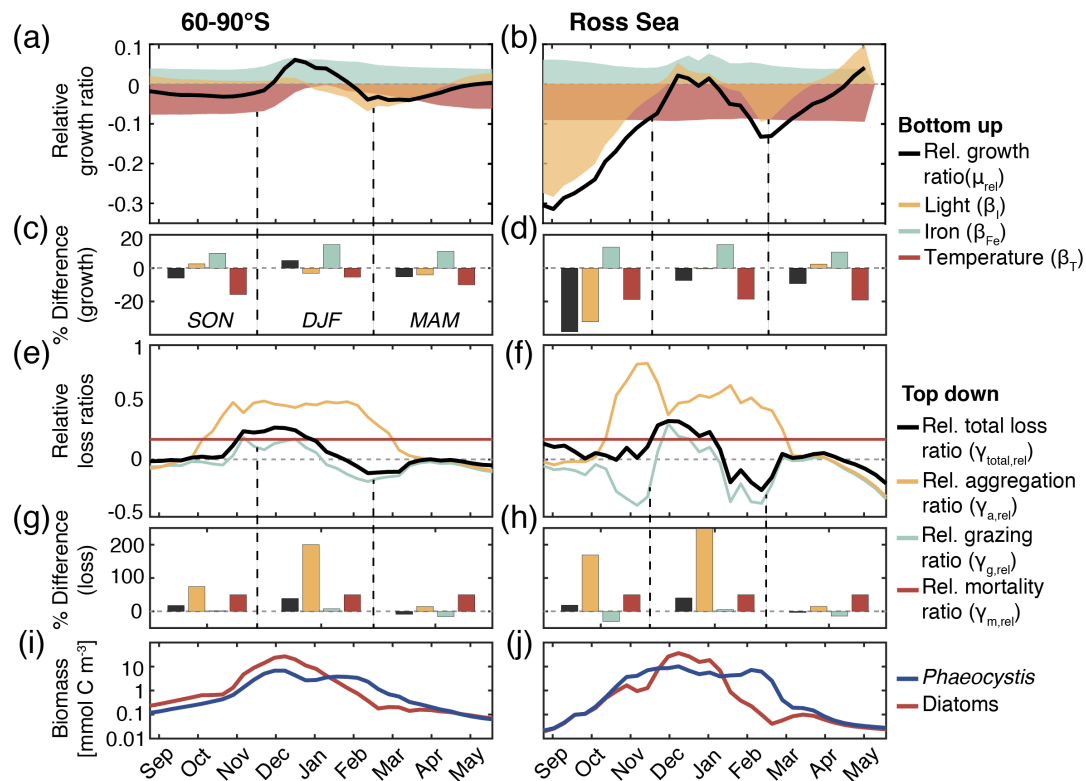 60-90°S
Ross Sea
(a)
(b)
0.1
0
-0.1
-0.2
-0.3
Relative
growth ratio
Bottom up
Rel. growth
ratio(μrel)
Light (βI)
Iron (βFe)
Temperature (βT)
(c)
(d)
20
0
-20
% Difference
(growth)
SON
DJF
MAM
(e)
(f)
1
0.5
0
-0.5
Relative
loss ratios
Top down
Rel. total loss
ratio (γtotal,rel)
Rel. aggregation
ratio (γa,rel)
Rel. grazing
ratio (γg,rel)
Rel. mortality
ratio (γm,rel)
(g)
(h)
200
100
0
% Difference
(loss)
(i)
(j)
10
1
0.1
0.01
Biomass
[mmol C m-3]
Phaeocystis
Diatoms
Sep Oct Nov Dec Jan Feb Mar Apr May
Sep Oct Nov Dec Jan Feb Mar Apr May